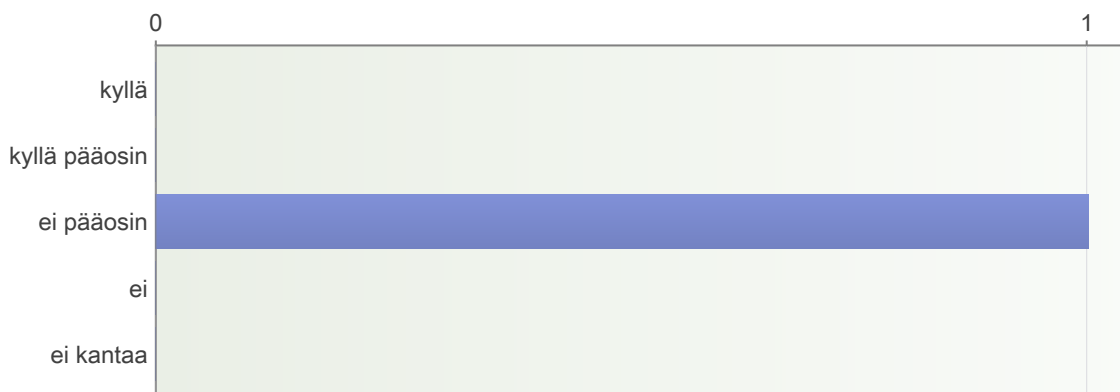 0 1
kyllä
kyllä pääosin
ei pääosin
ei
ei kantaa